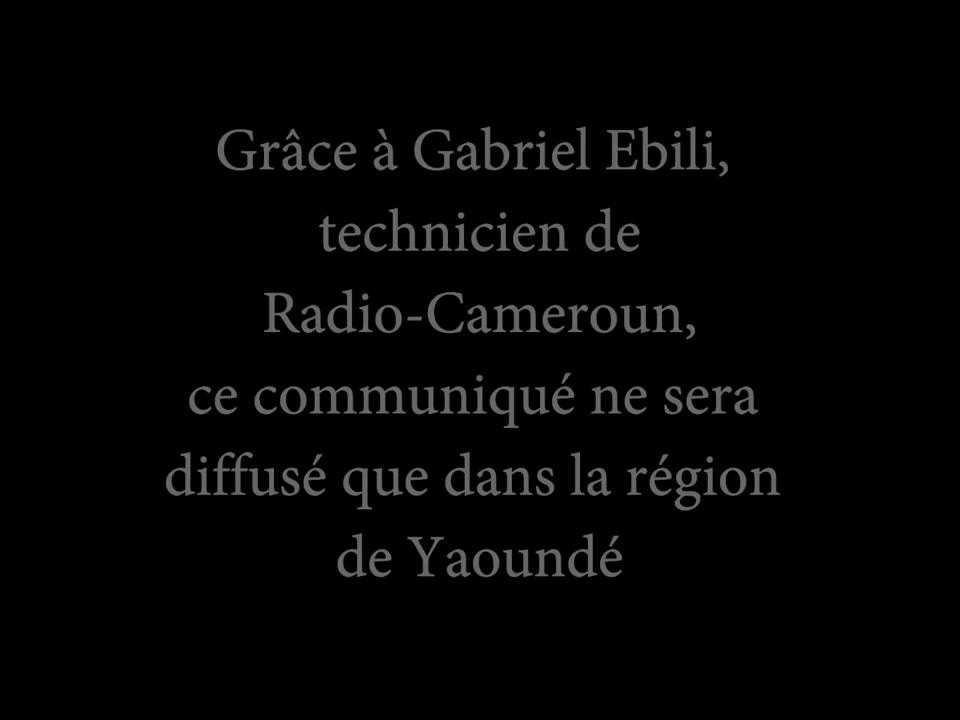 Grâce à Gabriel Ebili,
technicien de
Radio-Cameroun,
ce communiqué ne sera
diffusé que dans la région
de Yaoundé